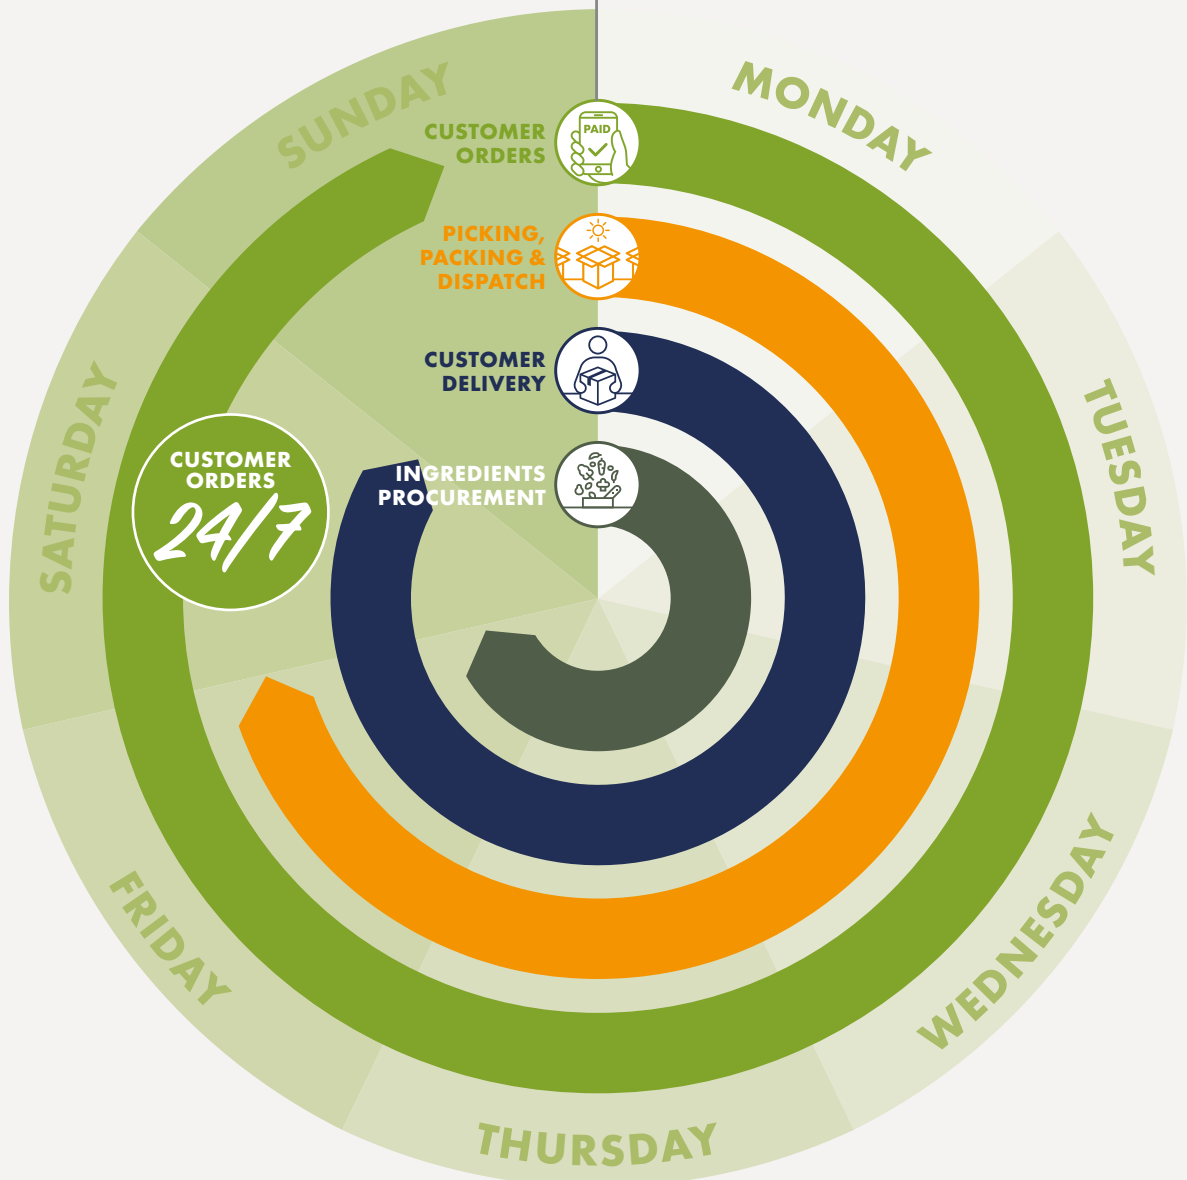 SUNDAY
MONDAY
CUSTOMER
ORDERS
PAID
PICKING,
PACKING &
DISPATCH
CUSTOMER
DELIVERY
INGREDIENTS
PROCUREMENT
CUSTOMER
ORDERS
24/7
SATURDAY
TUESDAY
FRIDAY
WEDNESDAY
THURSDAY